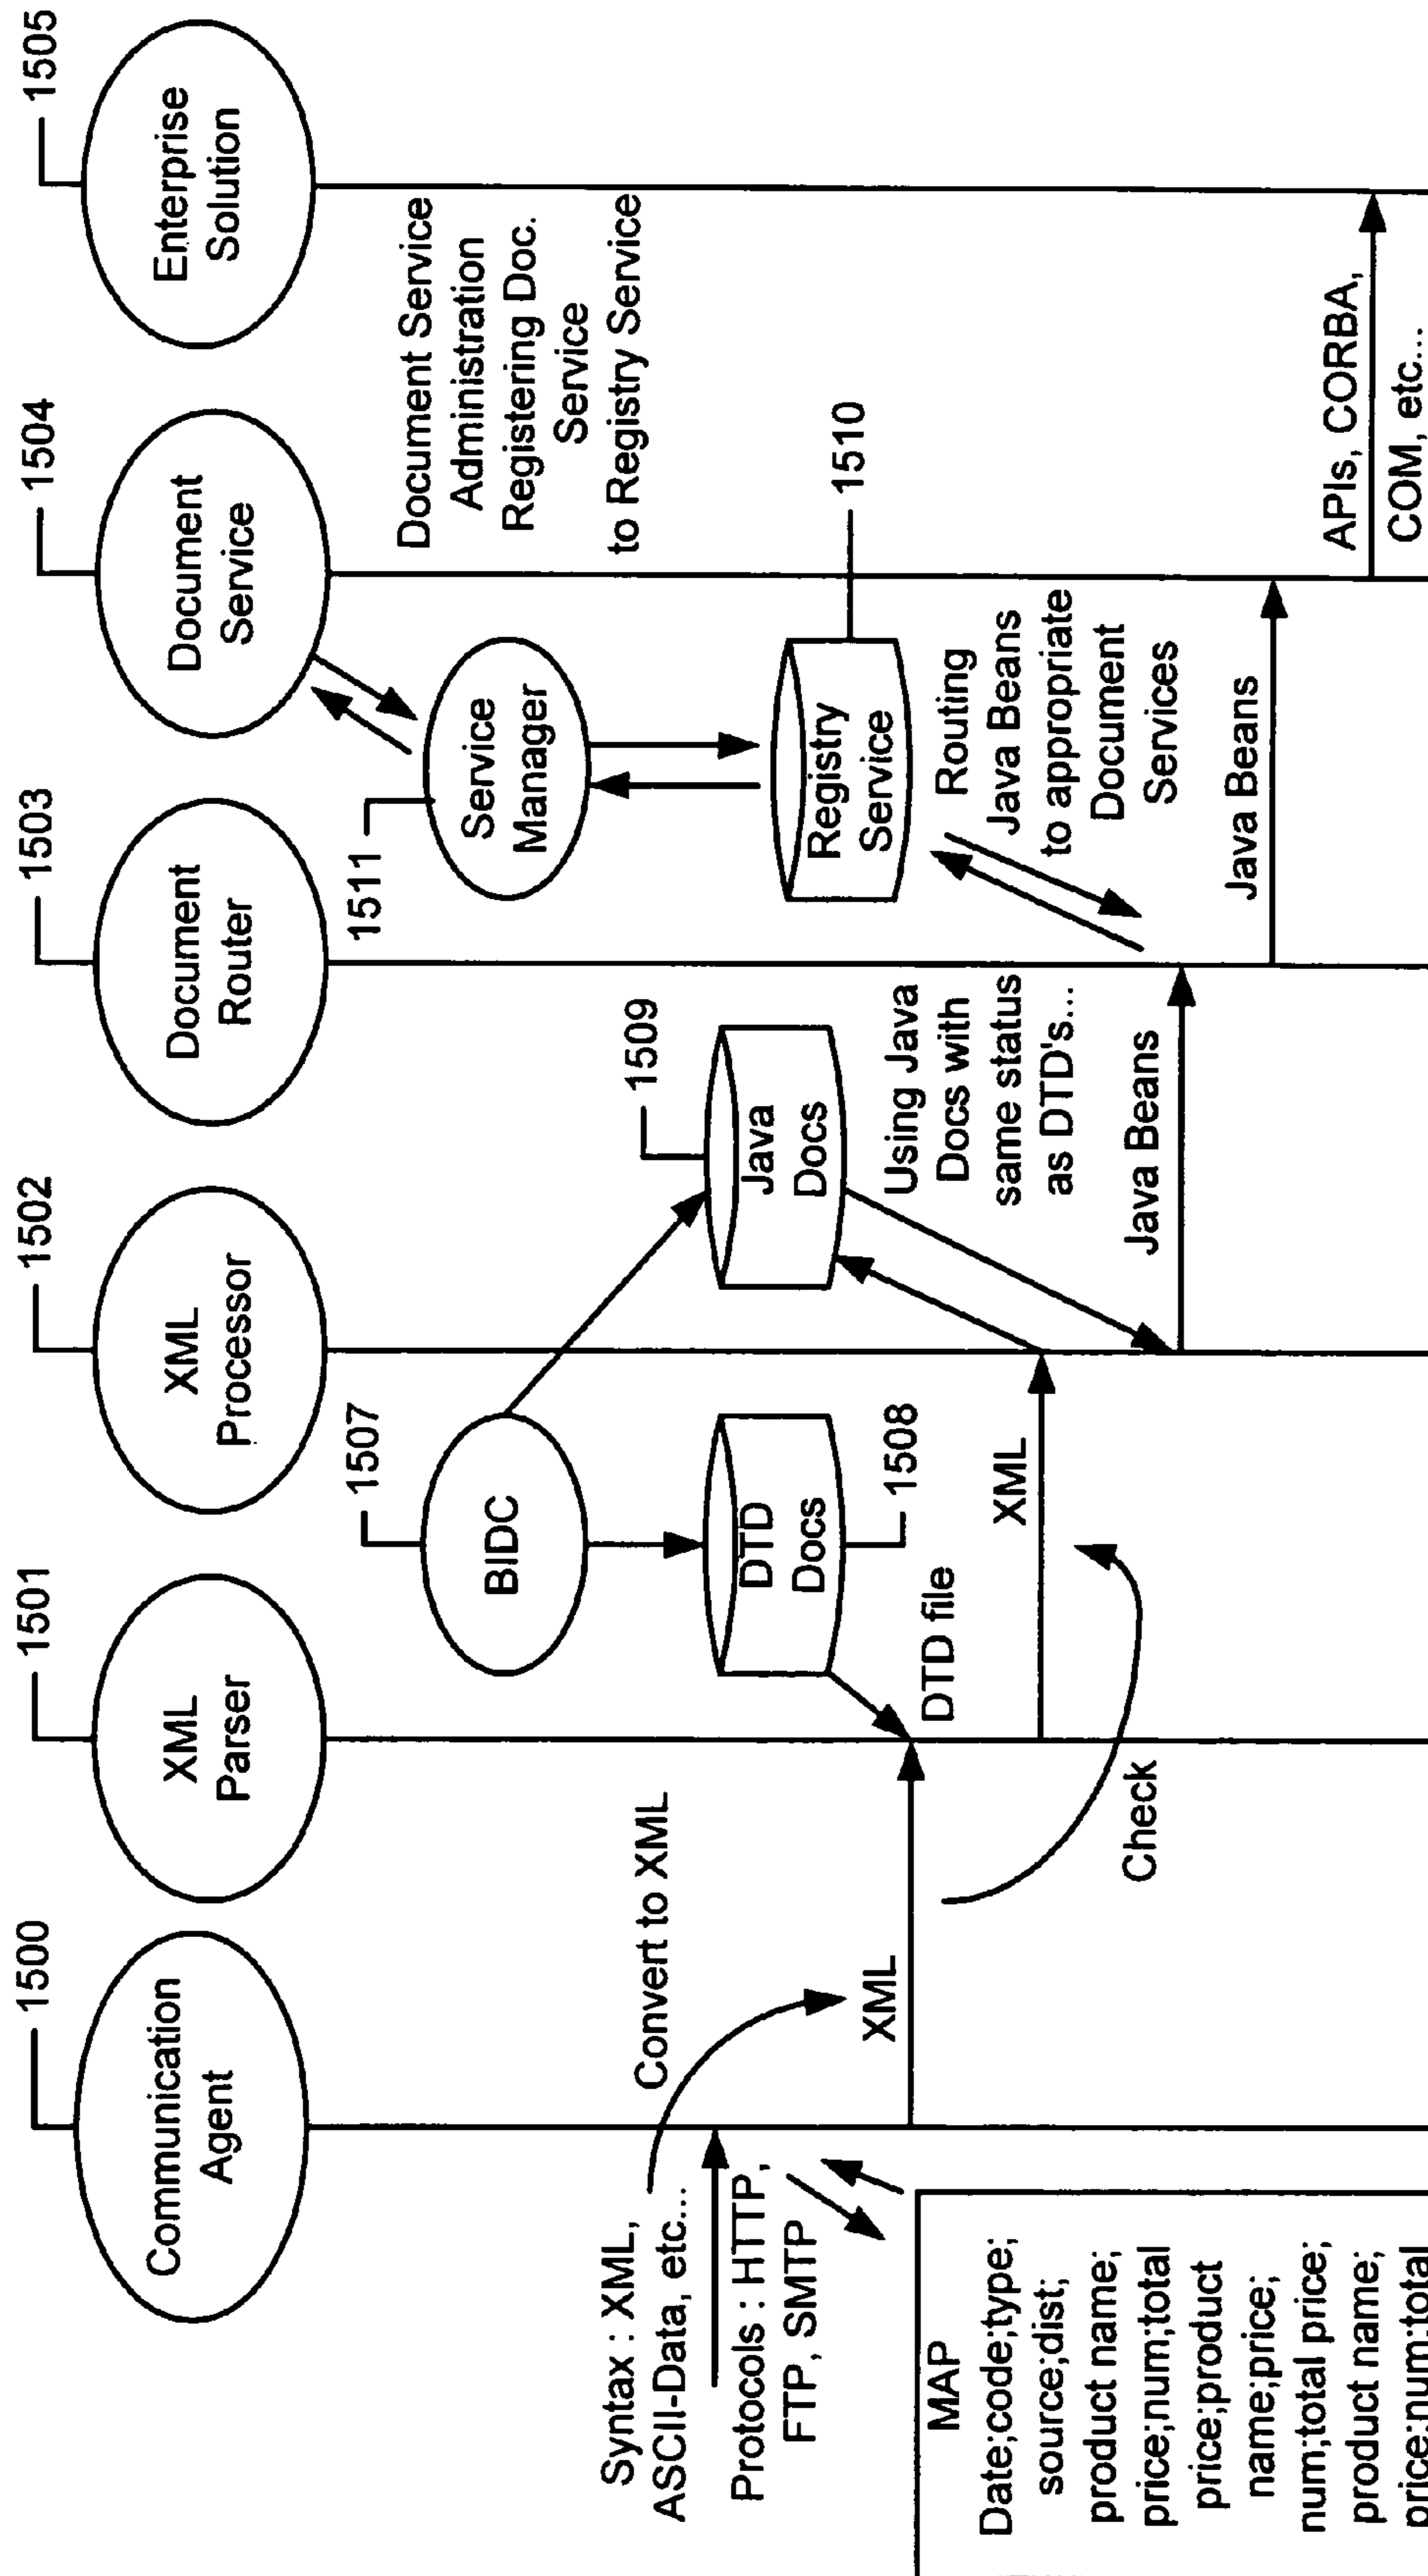 1500
Communication
Agent
1501
XML
Parser
1502
XML
Processor
1503
Document
Router
1504
Document
Service
1505
Enterprise
Solution
1507
BIDC
1511
Service
Manager
Document Service
Administration
Registering Doc.
Service
to Registry Service
Syntax : XML,
ASCII-Data, etc...
Protocols : HTTP,
FTP, SMTP
Convert to XML
XML
DTD
Docs
1508
DTD file
1509
Java
Docs
Using Java
Docs with
same status
as DTD's...
Registry
Service
1510
Routing
Java Beans
to appropriate
Document
Services
XML
Check
Java Beans
Java Beans
APIs, CORBA,
COM, etc...
MAP
Date;code;type;
source;dist;
product name;
price;num;total
price;product
name;price;
num;total price;
product name;
price;num;total